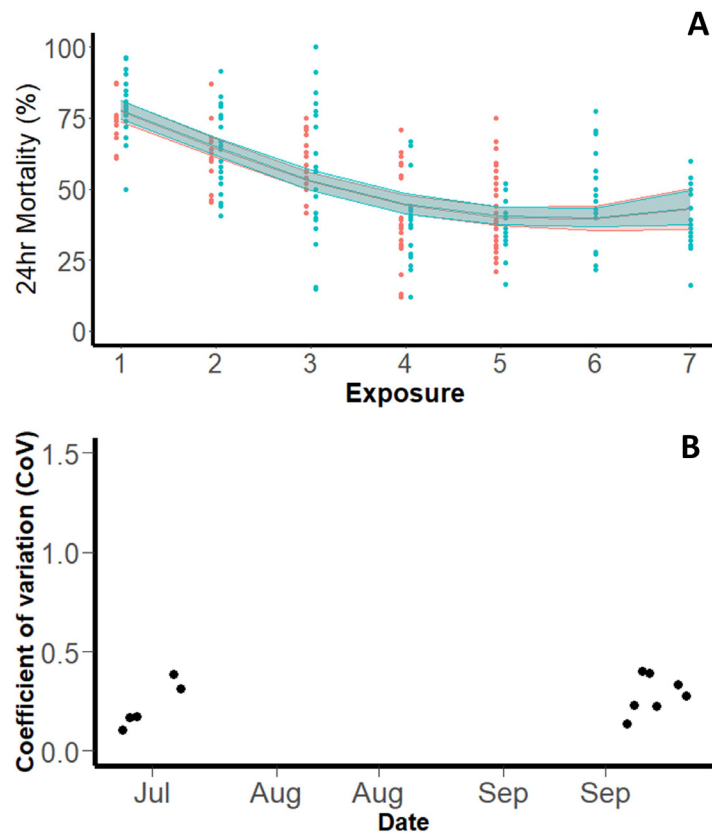 A
24hr Mortality (%)
100
75
50
25
0
1 2 3 4 5 6 7
Exposure
B
Coefficient of variation (CoV)
1.5
1.0
0.5
0.0
Jul Aug Aug Sep Sep
Date